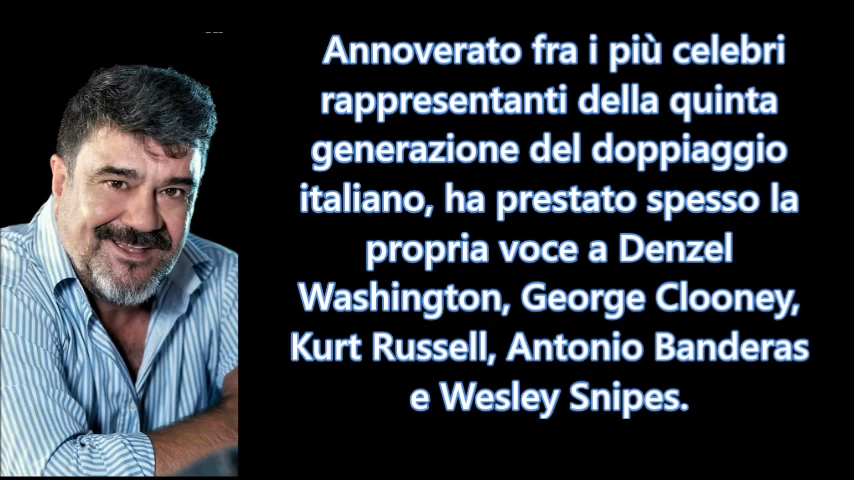 Annoverato fra i più celebri
rappresentanti della quinta
generazione del doppiaggio
italiano, ha prestato spesso la
propria voce a Denzel
Washington, George Clooney,
Kurt Russell, Antonio Banderas
e Wesley Snipes.